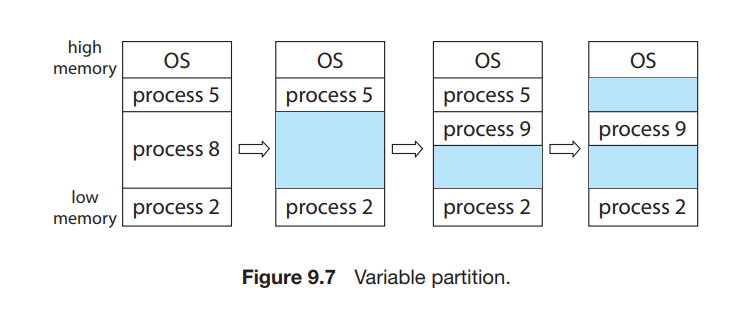 high
memory
OS
process 5
process 8
low
memory
process 2
OS
process 5
process 2
OS
process 5
process 9
process 2
OS
process 9
process 2
Figure 9.7 Variable partition.